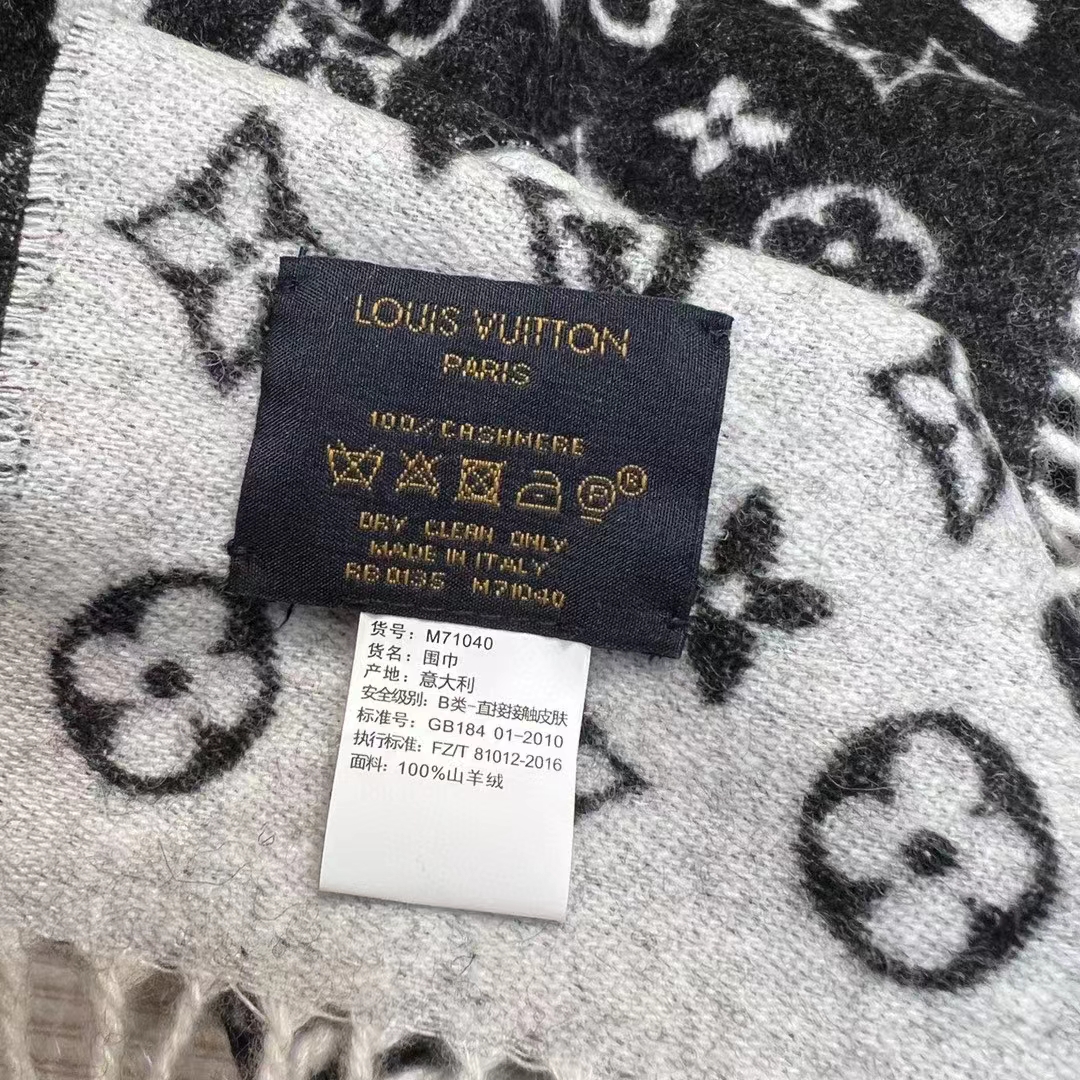 LOUIS VUITTON
PARIS
100% CASHMERE
P R
DRY CLEAN ONLY
MADE IN ITALY
RB 0135 M71040
货号: M71040
货名: 围巾
产地: 意大利
安全级别: B类-直接接触皮肤
标准号: GB184 01-2010
执行标准: FZ/T 81012-2016
面料: 100%山羊绒